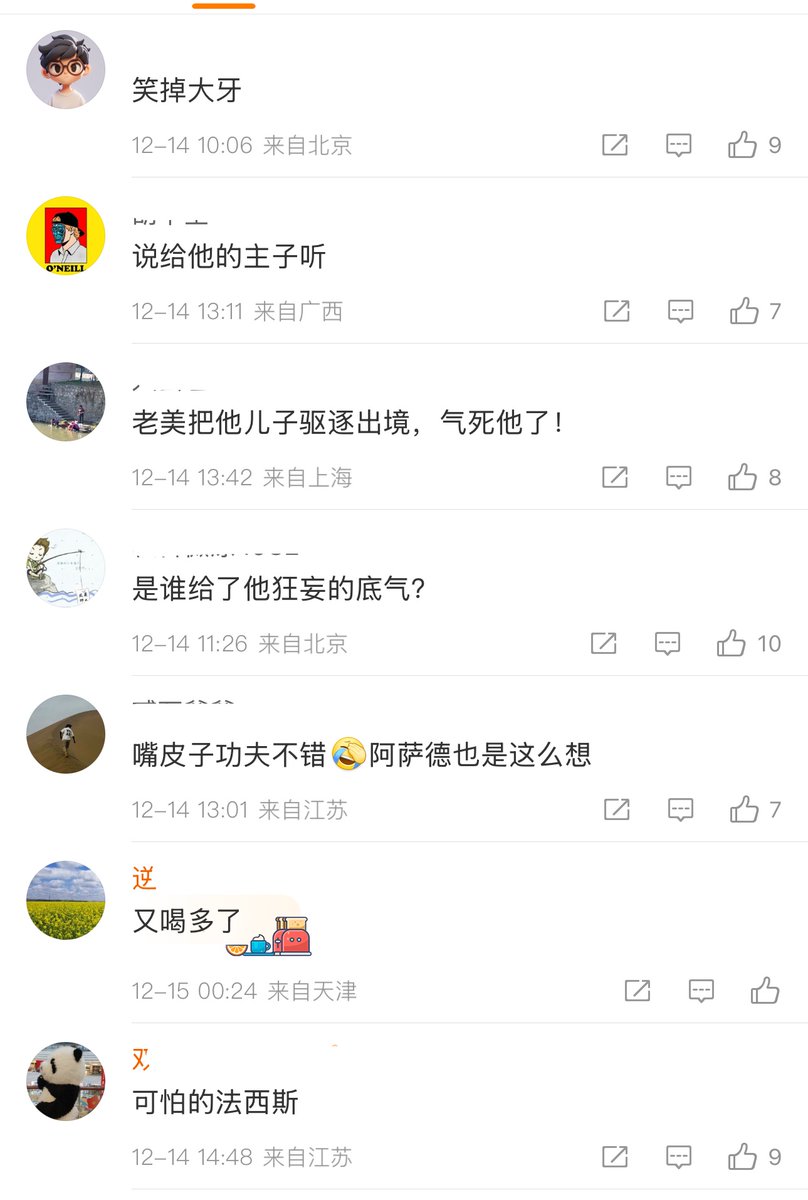 笑掉大牙
12-14 10:06 来自北京
9
O'NEILL
说给他的主子听
12-14 13:11 来自广西
7
老美把他儿子驱逐出境，气死他了！
12-14 13:42 来自上海
8
是谁给了他狂妄的底气？
12-14 11:26 来自北京
10
嘴皮子功夫不错🤣阿萨德也是这么想
12-14 13:01 来自江苏
7
逆
又喝多了
12-15 00:24 来自天津
可怕的法西斯
12-14 14:48 来自江苏
9